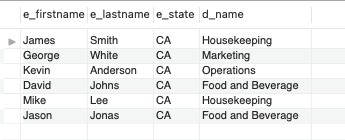 e_firstname e_lastname e_state d_name
James Smith CA Housekeeping
George White CA Marketing
Kevin Anderson CA Operations
David Johns CA Food and Beverage
Mike Lee CA Housekeeping
Jason Jonas CA Food and Beverage